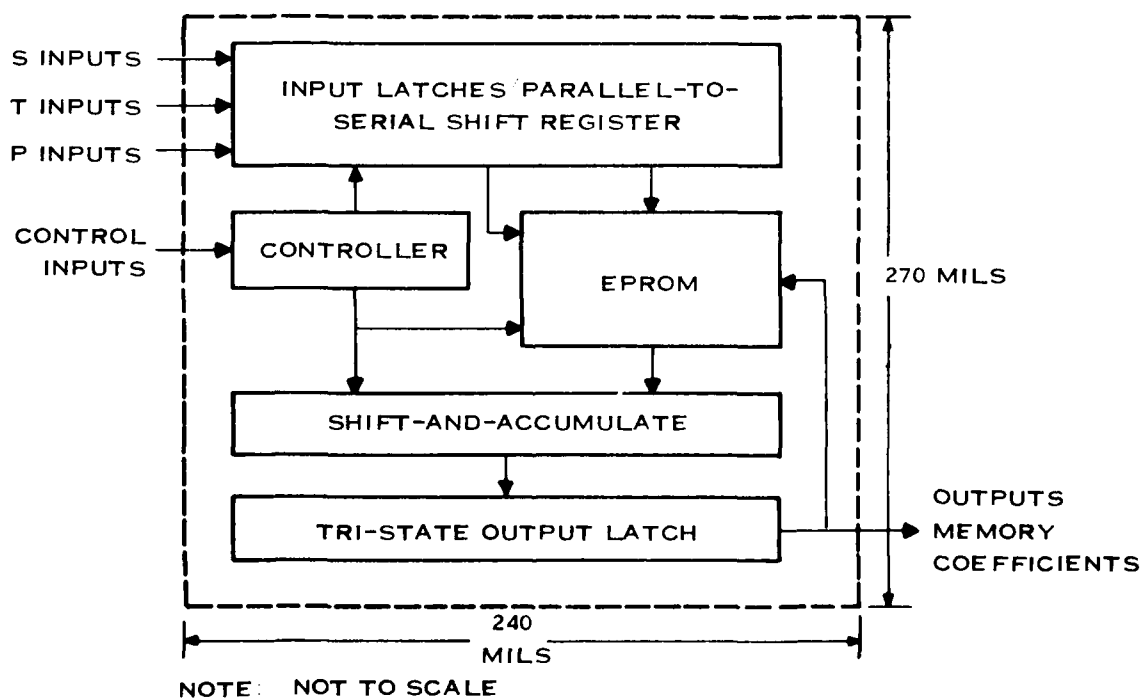 S INPUTS
T INPUTS
P INPUTS
INPUT LATCHES PARALLEL-TO-
SERIAL SHIFT REGISTER
CONTROL
INPUTS
CONTROLLER
EPROM
270 MILS
SHIFT-AND-ACCUMULATE
TRI-STATE OUTPUT LATCH
OUTPUTS
MEMORY
COEFFICIENTS
240
MILS
NOTE: NOT TO SCALE